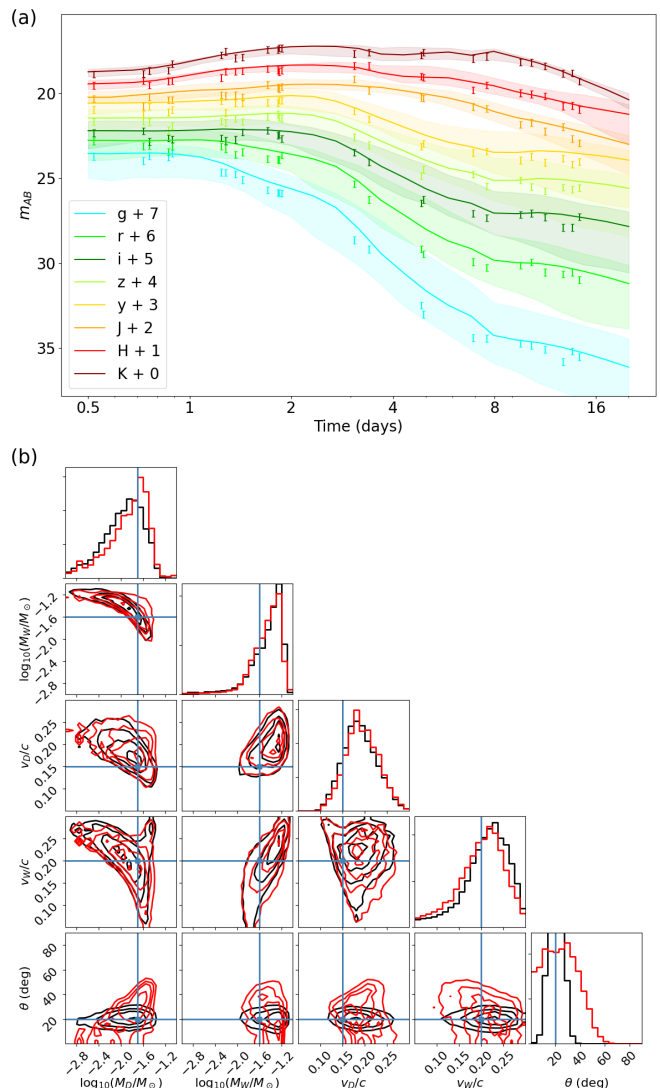 (a)
20
25
30
35
m_AB
g + 7
r + 6
i + 5
z + 4
y + 3
J + 2
H + 1
K + 0
0.5
1
2
4
8
16
Time (days)
(b)
log₁₀(M_W/M_⊙)
−1.2
−1.6
−2.0
−2.4
−2.8
v_D/c
0.25
0.20
0.15
0.10
v_W/c
0.25
0.20
0.15
0.10
θ (deg)
80
60
40
20
−2.8
−2.4
−2.0
−1.6
−1.2
−2.8
−2.4
−2.0
−1.6
−1.2
0.10
0.15
0.20
0.25
0.10
0.15
0.20
0.25
20
40
60
80
log₁₀(M_D/M_⊙)
log₁₀(M_W/M_⊙)
v_D/c
v_W/c
θ (deg)